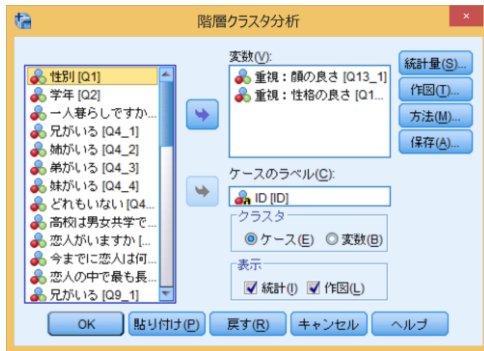 階層クラスタ分析
性別 [Q1]
学年 [Q2]
一人暮らしですか...
兄がいる [Q4_1]
姉がいる [Q4_2]
弟がいる [Q4_3]
妹がいる [Q4_4]
どれもいない [Q4...
高校は男女共学で...
恋人がいますか [...
今までに恋人は何...
恋人の中で最も長...
兄がいる [Q9_1]
変数(V):
重視：顔の良さ [Q13_1]
重視：性格の良さ [Q1...
ケースのラベル(C):
ID [ID]
クラスタ
ケース(E) 変数(B)
表示
統計(I) 作図(L)
統計量(S)...
作図(T)...
方法(M)...
保存(A)...
OK 貼り付け(P) 戻す(R) キャンセル ヘルプ